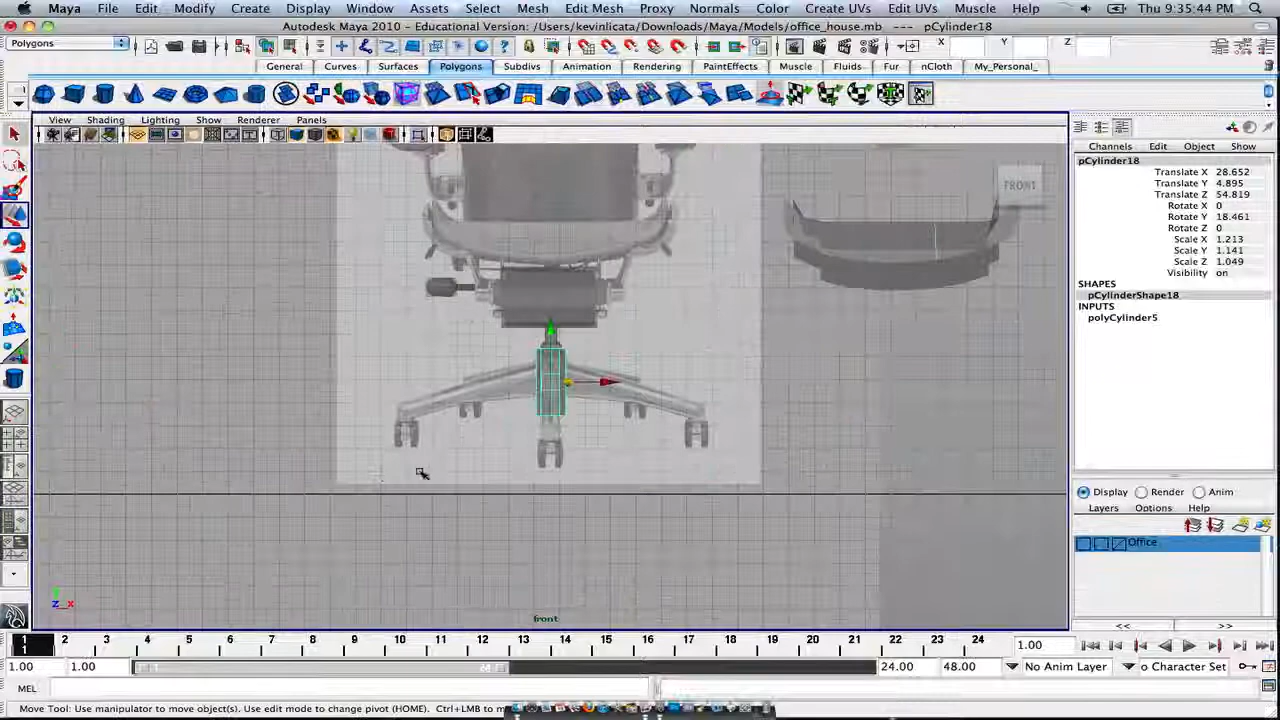 Maya File Edit Modify Create Display Window Assets Select Mesh Edit Mesh Proxy Normals Color Create UVs Edit UVs Muscle Help Thu 9:35:44 PM
Maya 2010 - Educational Version: /Users/kevinlicata/Downloads/Maya/Models/office_house.mb --- pCylinder18
Polygons X Y Z
General Curves Surfaces Polygons Subdivs Animation Rendering PaintEffects Muscle Fluids Fur nCloth My_Personal_
View Shading Lighting Show Renderer Panels
FRONT
Channels Edit Object Show
pCylinder18
Translate X 28.652
Translate Y 4.895
Translate Z 54.819
Rotate X 0
Rotate Y 18.461
Rotate Z 0
Scale X 1.213
Scale Y 1.141
Scale Z 1.049
Visibility on
SHAPES
pCylinderShape18
INPUTS
polyCylinder5
Display Render Anim
Layers Options Help
Office
<< >>
z x
front
1 2 3 4 5 6 7 8 9 10 11 12 13 14 15 16 17 18 19 20 21 22 23 24 1.00
1
1.00 1.00 24.00 48.00 No Anim Layer o Character Set
MEL
Move Tool: Use manipulator to move object(s). Use edit mode to change pivot (HOME). Ctrl+LMB to m